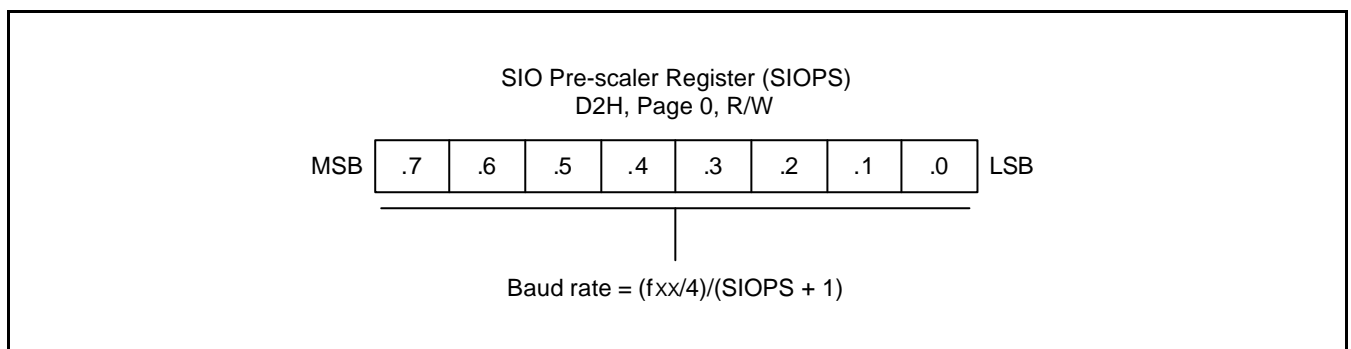 SIO Pre-scaler Register (SIOPS)
D2H, Page 0, R/W
MSB .7 .6 .5 .4 .3 .2 .1 .0 LSB
Baud rate = (fxx/4)/(SIOPS + 1)